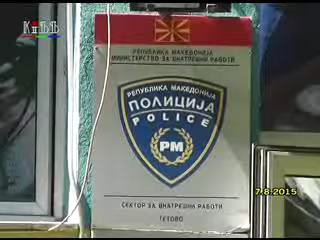 КiББ
РЕПУБЛИКА МАКЕДОНИЈА
МИНИСТЕРСТВО ЗА ВНАТРЕШНИ РАБОТИ
РЕПУБЛИКА МАКЕДОНИЈА
ПОЛИЦИЈА
POLICE
РМ
7.8.2015
СЕКТОР ЗА ВНАТРЕШНИ РАБОТИ
ТЕТОВО